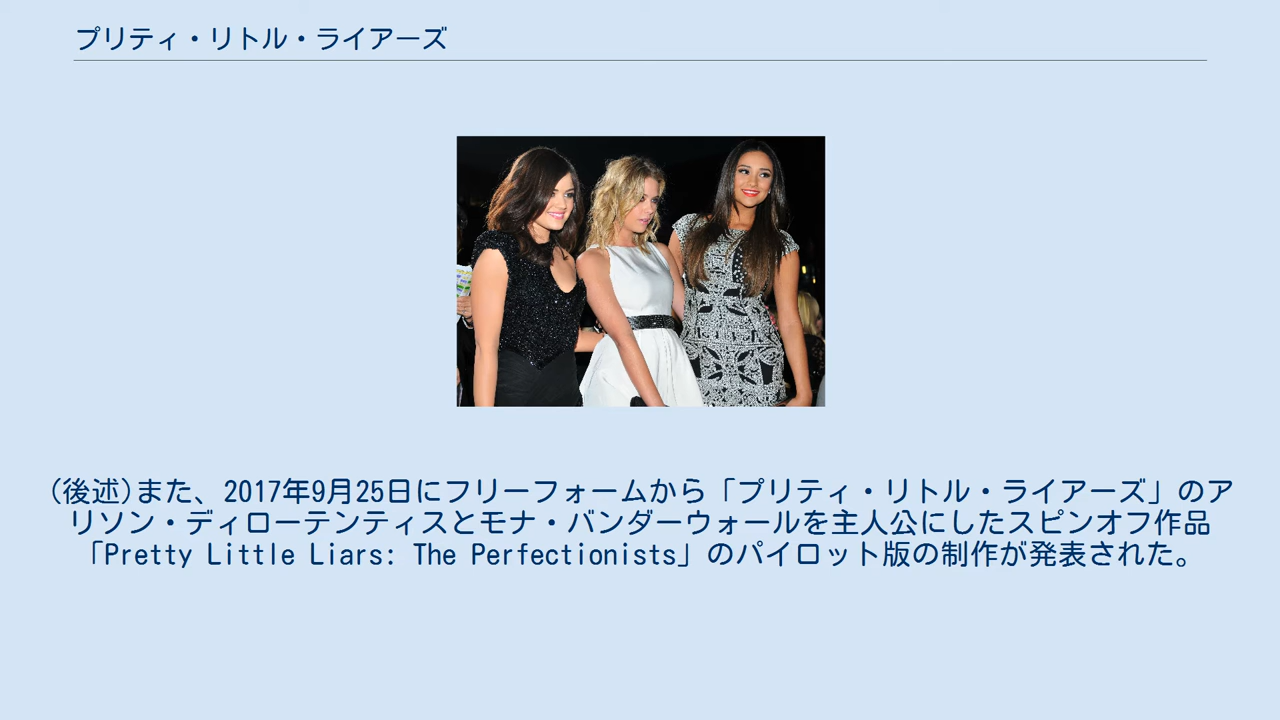 プリティ・リトル・ライアーズ
(後述)また、2017年9月25日にフリーフォームから「プリティ・リトル・ライアーズ」のア
リソン・ディローテンティスとモナ・バンダーウォールを主人公にしたスピンオフ作品
「Pretty Little Liars: The Perfectionists」のパイロット版の制作が発表された。